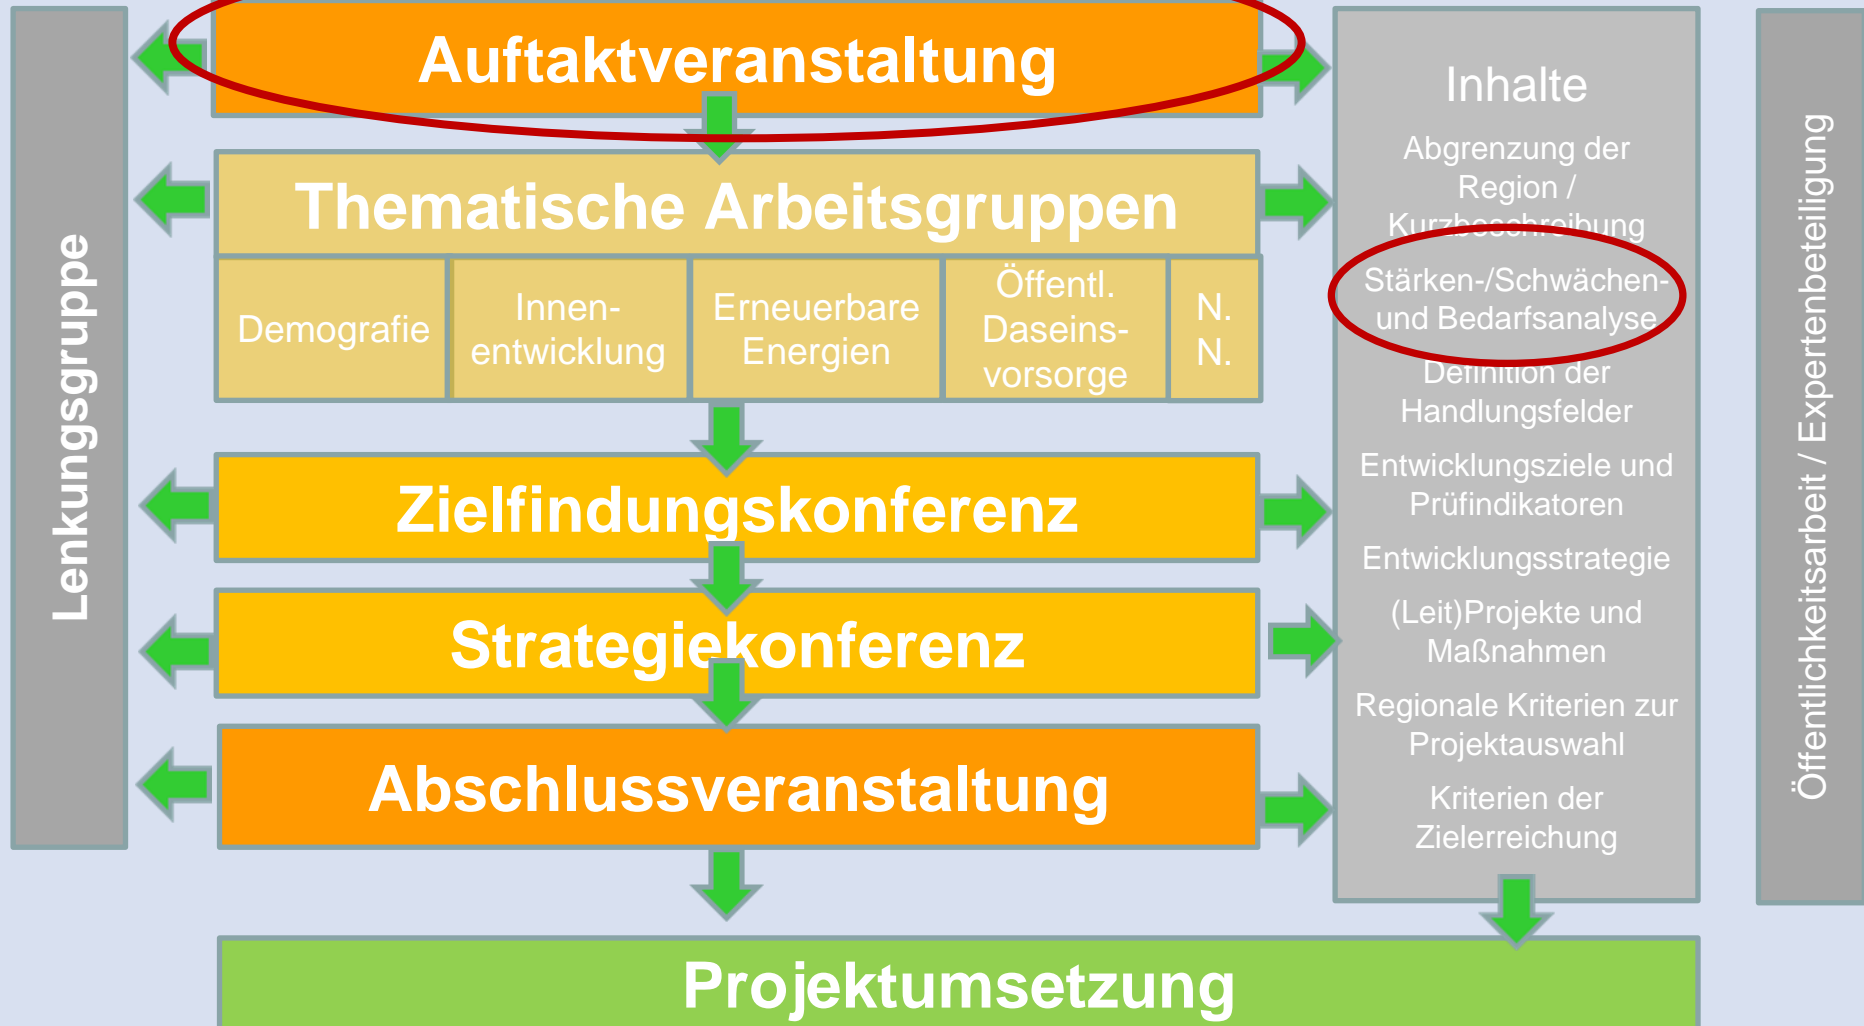 Lenkungsgruppe
Auftaktveranstaltung
Thematische Arbeitsgruppen
Demografie
Innen-
entwicklung
Erneuerbare
Energien
Öffentl.
Daseins-
vorsorge
N.
N.
Zielfindungskonferenz
Strategiekonferenz
Abschlussveranstaltung
Inhalte
Abgrenzung der
Region /
Kurzbeschreibung
Stärken-/Schwächen-
und Bedarfsanalyse
Definition der
Handlungsfelder
Entwicklungsziele und
Prüfindikatoren
Entwicklungsstrategie
(Leit)Projekte und
Maßnahmen
Regionale Kriterien zur
Projektauswahl
Kriterien der
Zielerreichung
Öffentlichkeitsarbeit / Expertenbeteiligung
Projektumsetzung